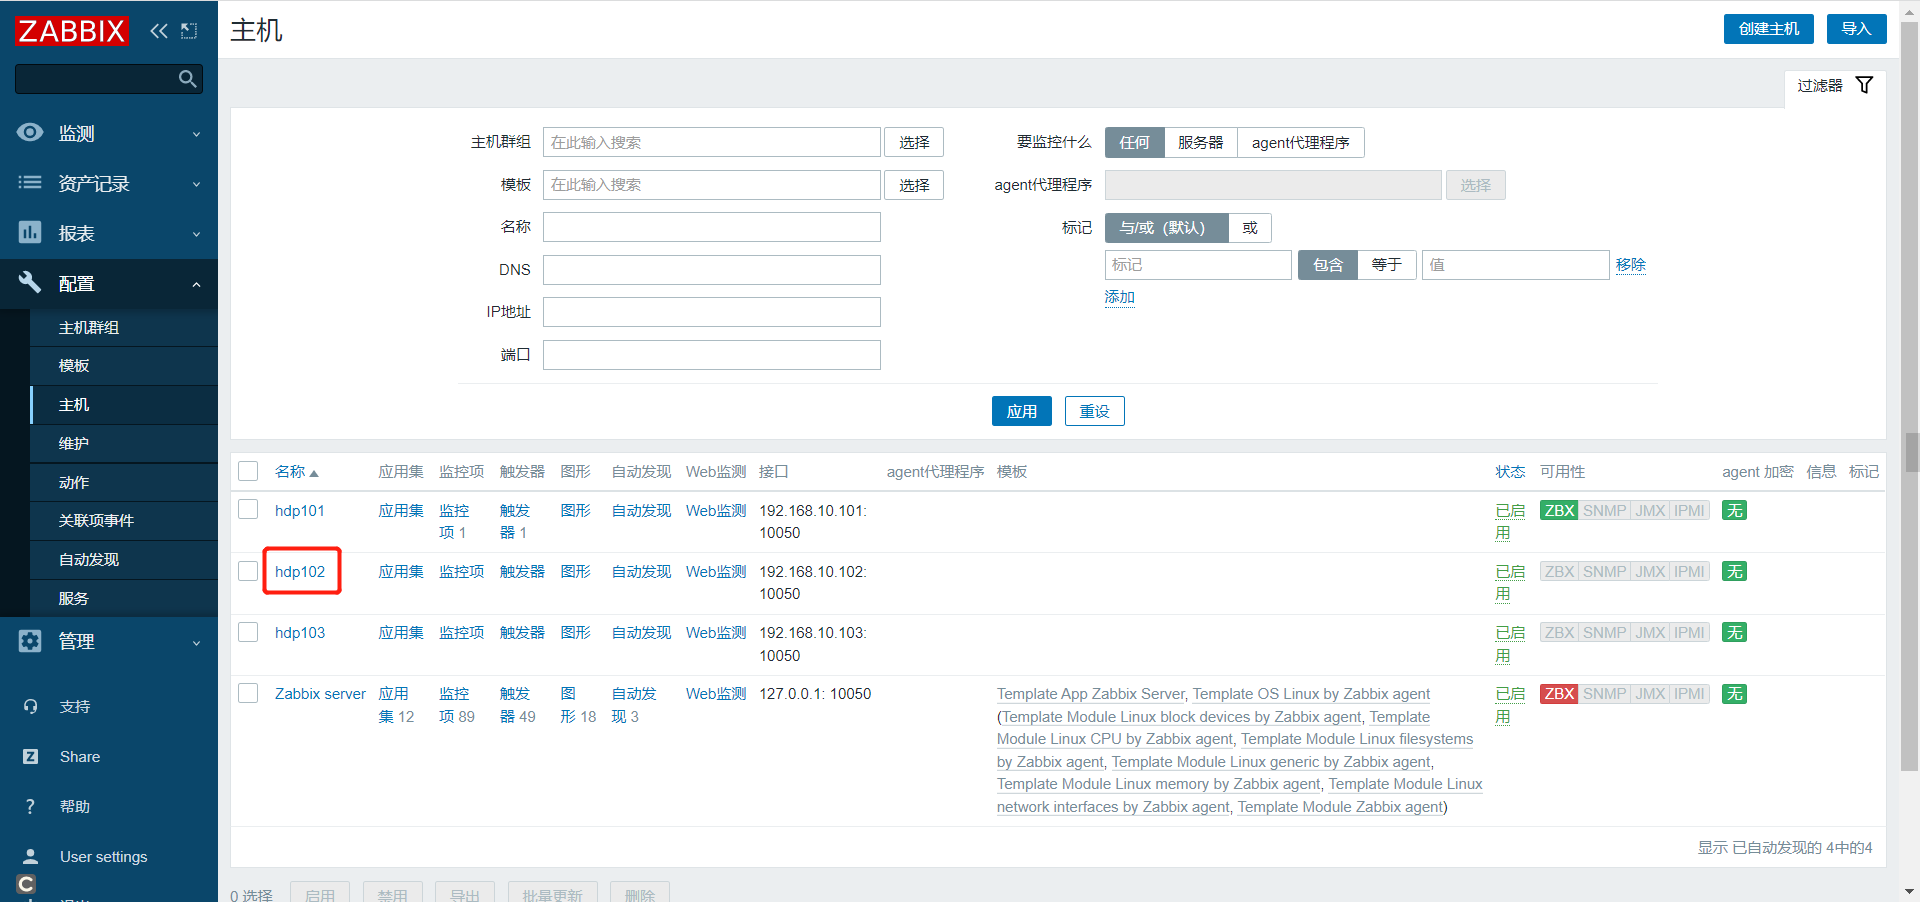 ZABBIX
主机
创建主机
导入
监测
资产记录
报表
配置
主机群组
模板
主机
维护
动作
关联项事件
自动发现
服务
管理
支持
Share
帮助
User settings
过滤器
主机群组 在此输入搜索 选择
模板 在此输入搜索 选择
名称
DNS
IP地址
端口
要监控什么 任何 服务器 agent代理程序
agent代理程序 选择
标记 与/或（默认） 或
标记 包含 等于 值 移除
添加
应用 重设
名称 应用集 监控项 触发器 图形 自动发现 Web监测 接口 agent代理程序 模板 状态 可用性 agent 加密 信息 标记
hdp101 应用集 监控 触发 图形 自动发现 Web监测 192.168.10.101: 已启 ZBX SNMP JMX IPMI 无
项 1 器 1 10050 用
hdp102 应用集 监控项 触发器 图形 自动发现 Web监测 192.168.10.102: 已启 ZBX SNMP JMX IPMI 无
10050 用
hdp103 应用集 监控项 触发器 图形 自动发现 Web监测 192.168.10.103: 已启 ZBX SNMP JMX IPMI 无
10050 用
Zabbix server 应用 监控 触发 图 自动发 Web监测 127.0.0.1: 10050 Template App Zabbix Server, Template OS Linux by Zabbix agent 已启 ZBX SNMP JMX IPMI 无
集 12 项 89 器 49 形 18 现 3 (Template Module Linux block devices by Zabbix agent, Template 用
Module Linux CPU by Zabbix agent, Template Module Linux filesystems
by Zabbix agent, Template Module Linux generic by Zabbix agent,
Template Module Linux memory by Zabbix agent, Template Module Linux
network interfaces by Zabbix agent, Template Module Zabbix agent)
显示 已自动发现的 4中的4
0 选择 启用 禁用 导出 批量更新 删除